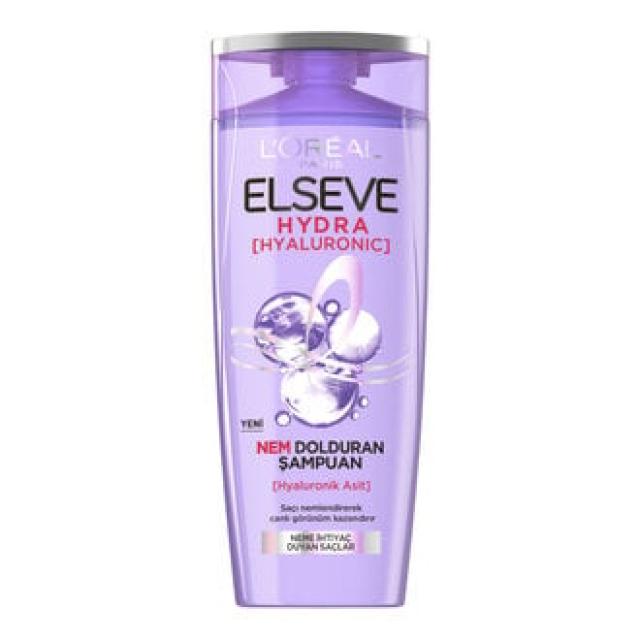 L'ORÉAL
PARIS
ELSEVE
HYDRA
[HYALURONIC]
YENİ
NEM DOLDURAN
ŞAMPUAN
[Hyaluronik Asit]
Saçı nemlendirerek
canlı görünüm kazandırır
NEME İHTİYAÇ
DUYAN SAÇLAR